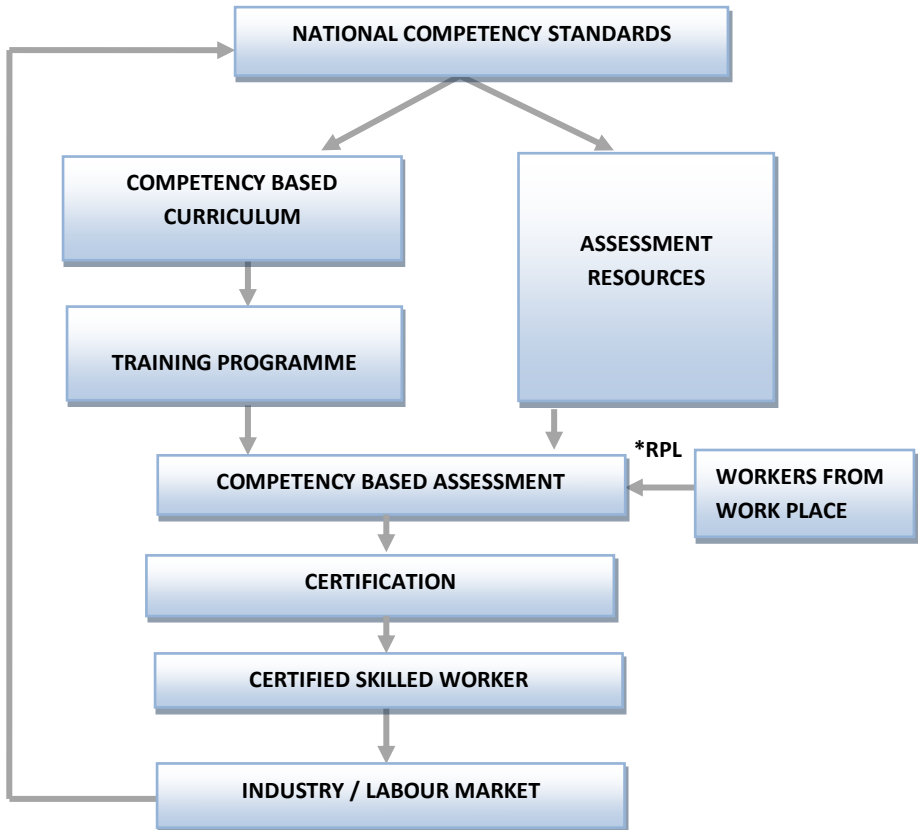 NATIONAL COMPETENCY STANDARDS
COMPETENCY BASED
CURRICULUM
ASSESSMENT
RESOURCES
TRAINING PROGRAMME
*RPL
COMPETENCY BASED ASSESSMENT
WORKERS FROM
WORK PLACE
CERTIFICATION
CERTIFIED SKILLED WORKER
INDUSTRY / LABOUR MARKET